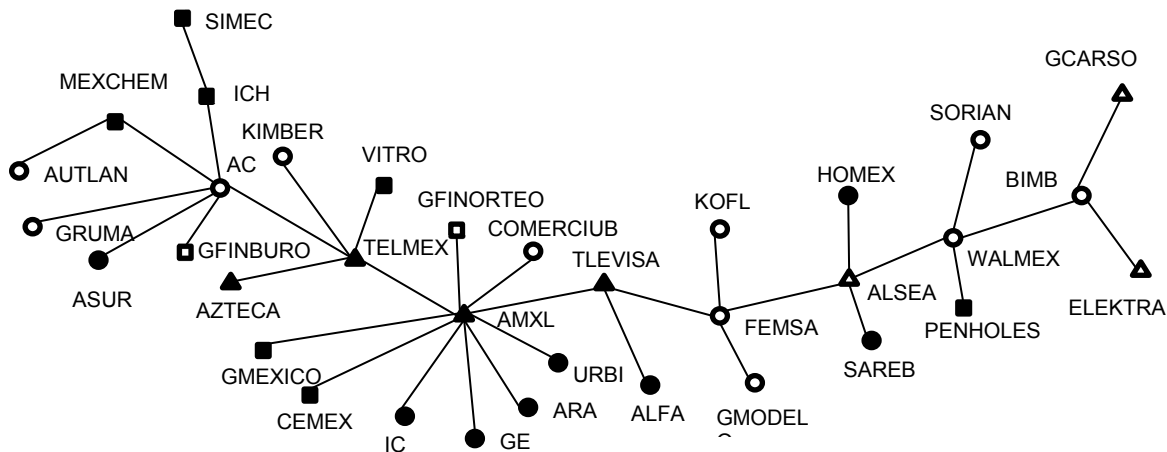 SIMEC
GCARSO
MEXCHEM
ICH
SORIAN
KIMBER
VITRO
AC
HOMEX
BIMB
AUTLAN
GFINORTEO
KOFL
COMERCIUB
GRUMA
GFINBURO
TELMEX
TLEVISA
WALMEX
ASUR
AZTECA
ALSEA
ELEKTRA
AMXL
FEMSA
PENHOLES
GMEXICO
URBI
SAREB
CEMEX
ARA
ALFA
GMODEL
IC
GE